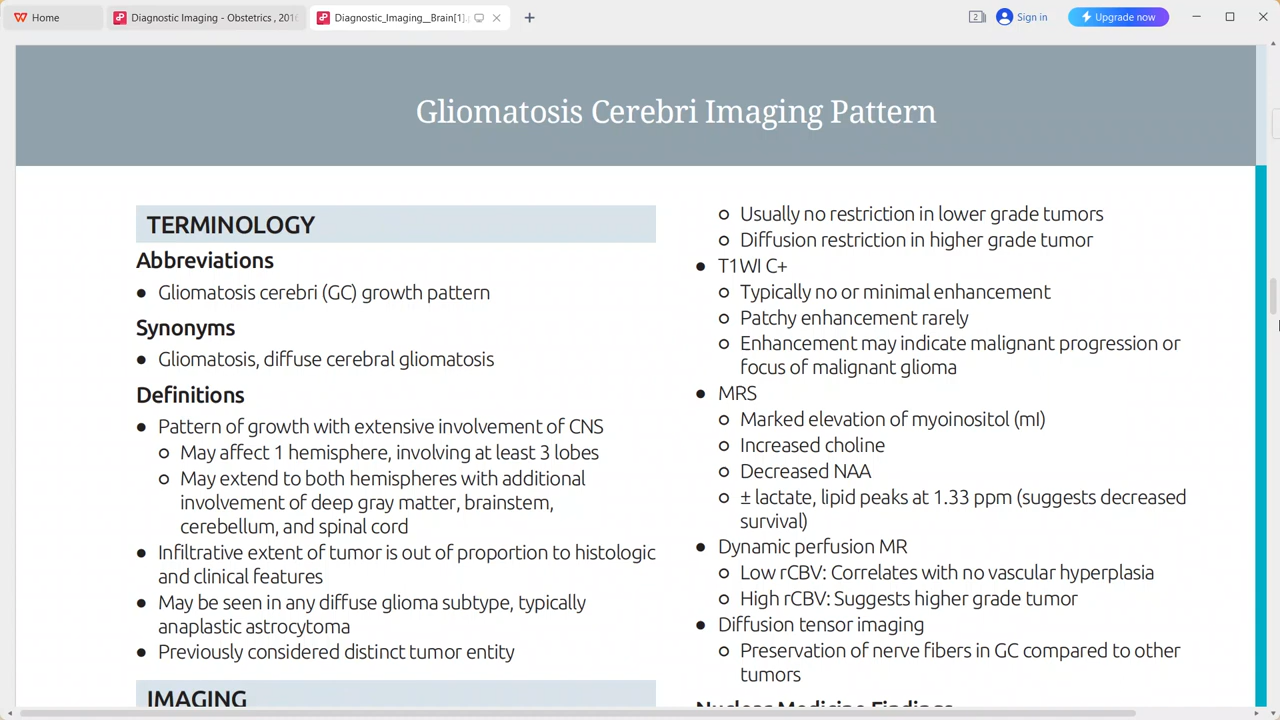 Home
Diagnostic Imaging - Obstetrics , 2016
Diagnostic_Imaging__Brain[1].
2
Sign in
Upgrade now
Gliomatosis Cerebri Imaging Pattern
TERMINOLOGY
Abbreviations
● Gliomatosis cerebri (GC) growth pattern
Synonyms
● Gliomatosis, diffuse cerebral gliomatosis
Definitions
● Pattern of growth with extensive involvement of CNS
○ May affect 1 hemisphere, involving at least 3 lobes
○ May extend to both hemispheres with additional
involvement of deep gray matter, brainstem,
cerebellum, and spinal cord
● Infiltrative extent of tumor is out of proportion to histologic
and clinical features
● May be seen in any diffuse glioma subtype, typically
anaplastic astrocytoma
● Previously considered distinct tumor entity
IMAGING
○ Usually no restriction in lower grade tumors
○ Diffusion restriction in higher grade tumor
● T1WI C+
○ Typically no or minimal enhancement
○ Patchy enhancement rarely
○ Enhancement may indicate malignant progression or
focus of malignant glioma
● MRS
○ Marked elevation of myoinositol (mI)
○ Increased choline
○ Decreased NAA
○ ± lactate, lipid peaks at 1.33 ppm (suggests decreased
survival)
● Dynamic perfusion MR
○ Low rCBV: Correlates with no vascular hyperplasia
○ High rCBV: Suggests higher grade tumor
● Diffusion tensor imaging
○ Preservation of nerve fibers in GC compared to other
tumors
Nuclear Medicine Findings